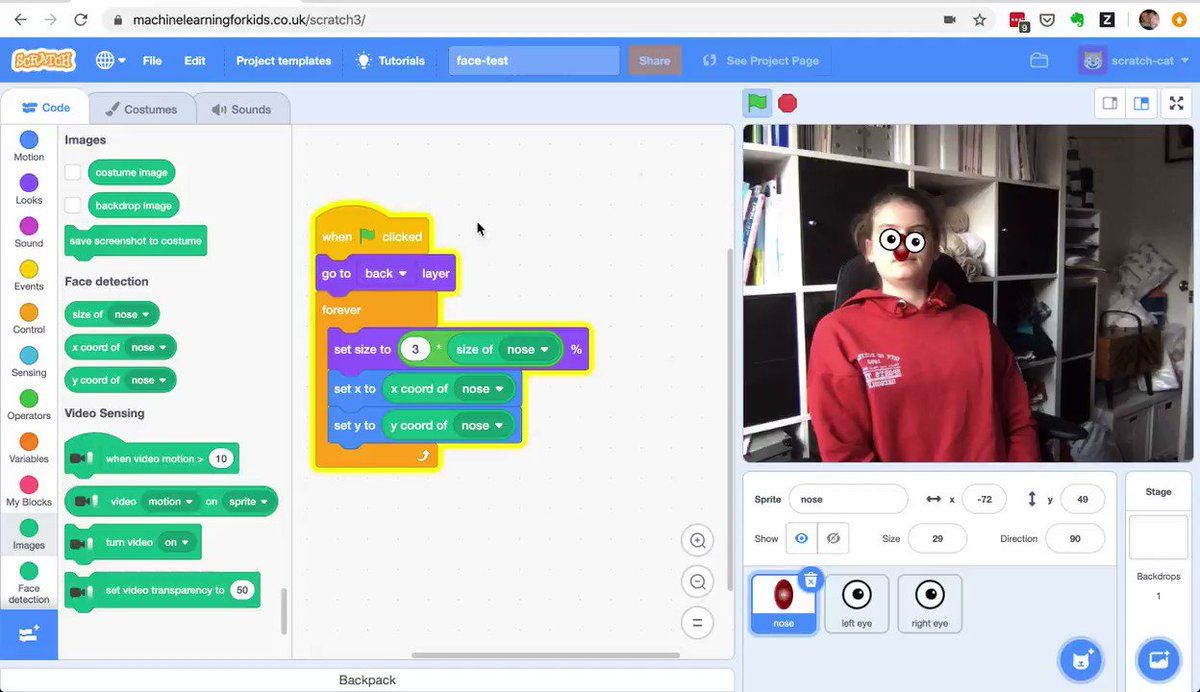 machinelearningforkids.co.uk/scratch3/
9
Z
SCRATCH
File
Edit
Project templates
Tutorials
face-test
Share
See Project Page
scratch-cat
Code
Costumes
Sounds
Motion
Looks
Sound
Events
Control
Sensing
Operators
Variables
My Blocks
Images
Face
detection
Images
costume image
backdrop image
save screenshot to costume
Face detection
size of nose
x coord of nose
y coord of nose
Video Sensing
when video motion > 10
video motion on sprite
turn video on
set video transparency to 50
when clicked
go to back layer
forever
set size to 3 * size of nose %
set x to x coord of nose
set y to y coord of nose
Backpack
Sprite nose x -72 y 49
Show Size 29 Direction 90
nose
left eye
right eye
Stage
Backdrops
1